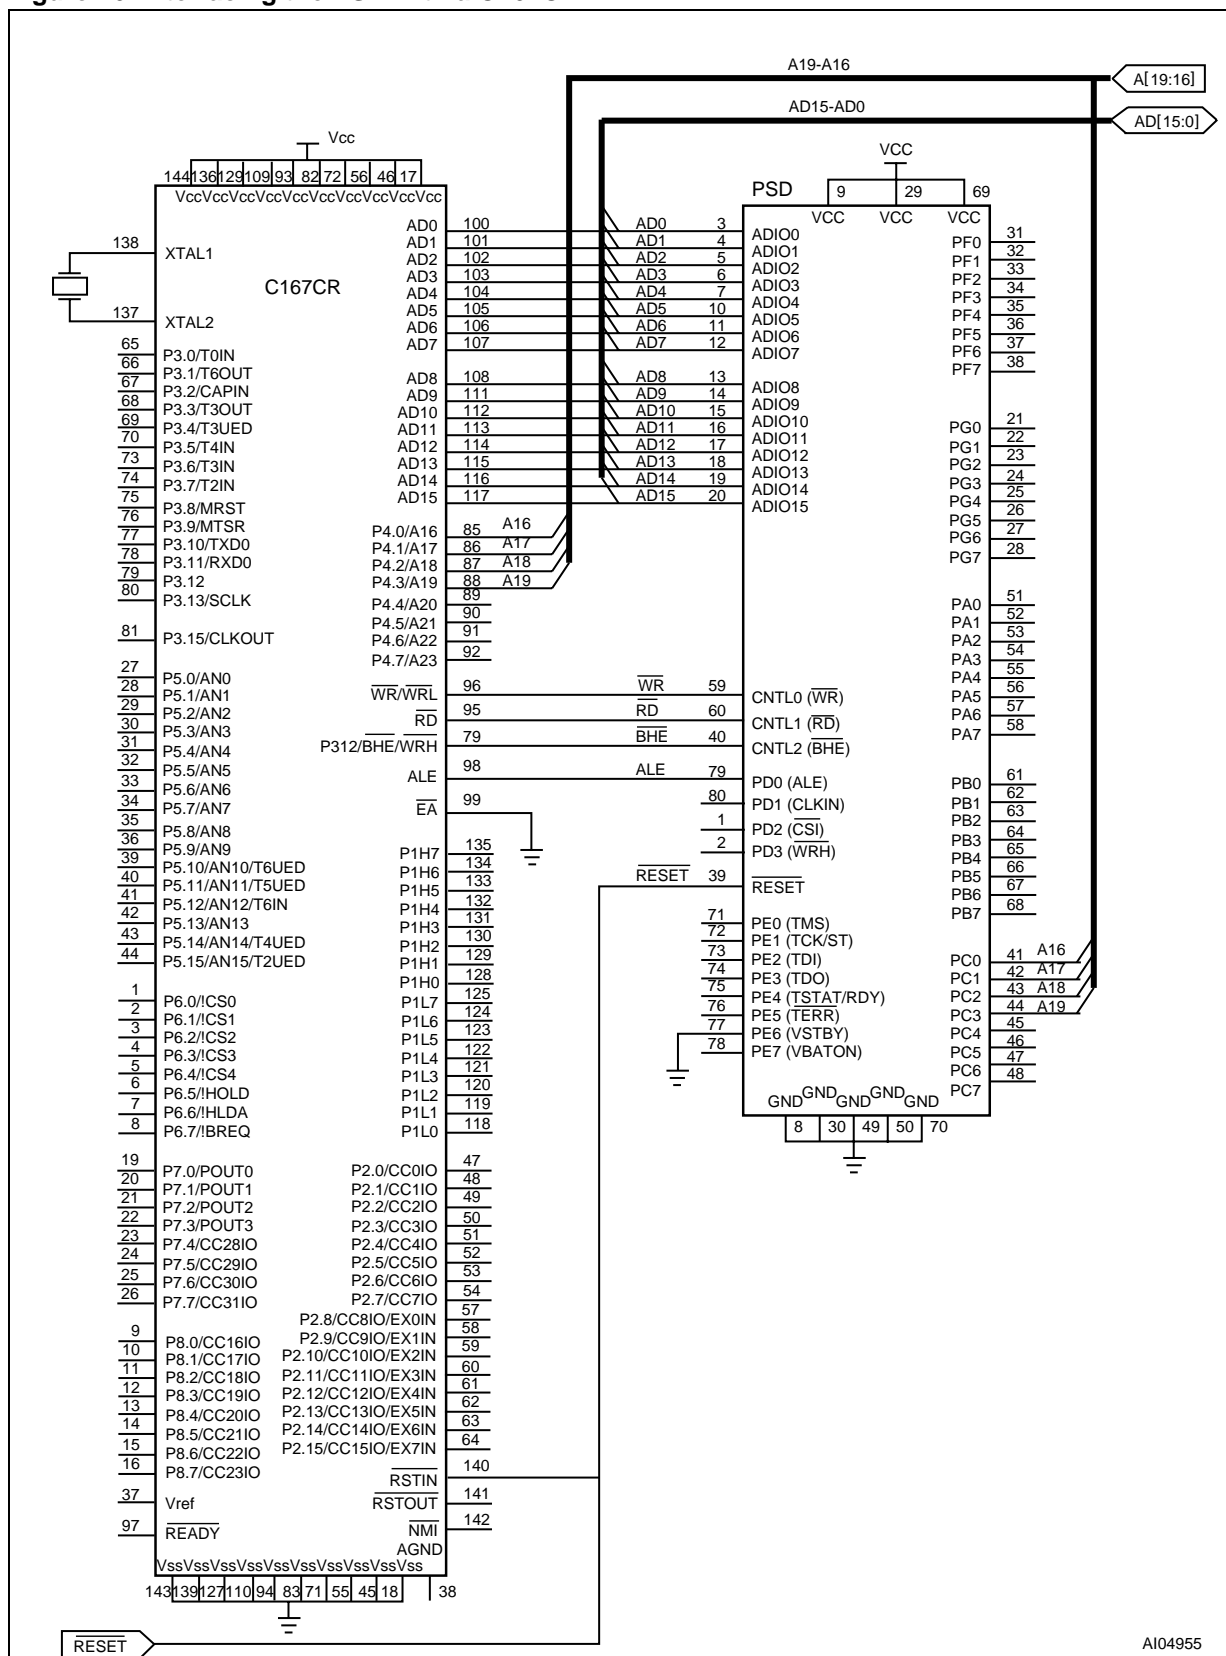 A19-A16
A[19:16]
AD15-AD0
AD[15:0]
Vcc
144 136 129 109 93 82 72 56 46 17
Vcc Vcc Vcc Vcc Vcc Vcc Vcc Vcc Vcc Vcc
C167CR
138 XTAL1
137 XTAL2
65 P3.0/T0IN
66 P3.1/T6OUT
67 P3.2/CAPIN
68 P3.3/T3OUT
69 P3.4/T3UED
70 P3.5/T4IN
73 P3.6/T3IN
74 P3.7/T2IN
75 P3.8/MRST
76 P3.9/MTSR
77 P3.10/TXD0
78 P3.11/RXD0
79 P3.12
80 P3.13/SCLK
81 P3.15/CLKOUT
27 P5.0/AN0
28 P5.1/AN1
29 P5.2/AN2
30 P5.3/AN3
31 P5.4/AN4
32 P5.5/AN5
33 P5.6/AN6
34 P5.7/AN7
35 P5.8/AN8
36 P5.9/AN9
39 P5.10/AN10/T6UED
40 P5.11/AN11/T5UED
41 P5.12/AN12/T6IN
42 P5.13/AN13
43 P5.14/AN14/T4UED
44 P5.15/AN15/T2UED
1 P6.0/!CS0
2 P6.1/!CS1
3 P6.2/!CS2
4 P6.3/!CS3
5 P6.4/!CS4
6 P6.5/!HOLD
7 P6.6/!HLDA
8 P6.7/!BREQ
19 P7.0/POUT0
20 P7.1/POUT1
21 P7.2/POUT2
22 P7.3/POUT3
23 P7.4/CC28IO
24 P7.5/CC29IO
25 P7.6/CC30IO
26 P7.7/CC31IO
9 P8.0/CC16IO
10 P8.1/CC17IO
11 P8.2/CC18IO
12 P8.3/CC19IO
13 P8.4/CC20IO
14 P8.5/CC21IO
15 P8.6/CC22IO
16 P8.7/CC23IO
37 Vref
97 READY
AD0 100 AD0 3 ADIO0
AD1 101 AD1 4 ADIO1
AD2 102 AD2 5 ADIO2
AD3 103 AD3 6 ADIO3
AD4 104 AD4 7 ADIO4
AD5 105 AD5 10 ADIO5
AD6 106 AD6 11 ADIO6
AD7 107 AD7 12 ADIO7
AD8 108 AD8 13 ADIO8
AD9 111 AD9 14 ADIO9
AD10 112 AD10 15 ADIO10
AD11 113 AD11 16 ADIO11
AD12 114 AD12 17 ADIO12
AD13 115 AD13 18 ADIO13
AD14 116 AD14 19 ADIO14
AD15 117 AD15 20 ADIO15
P4.0/A16 85 A16
P4.1/A17 86 A17
P4.2/A18 87 A18
P4.3/A19 88 A19
P4.4/A20 89
P4.5/A21 90
P4.6/A22 91
P4.7/A23 92
WR/WRL 96 WR 59 CNTL0 (WR)
RD 95 RD 60 CNTL1 (RD)
P312/BHE/WRH 79 BHE 40 CNTL2 (BHE)
ALE 98 ALE 79 PD0 (ALE)
EA 99
80 PD1 (CLKIN)
1 PD2 (CSI)
2 PD3 (WRH)
RESET 39 RESET
P1H7 135
P1H6 134
P1H5 133
P1H4 132
P1H3 131
P1H2 130
P1H1 129
P1H0 128
P1L7 125
P1L6 124
P1L5 123
P1L4 122
P1L3 121
P1L2 120
P1L1 119
P1L0 118
P2.0/CC0IO 47
P2.1/CC1IO 48
P2.2/CC2IO 49
P2.3/CC3IO 50
P2.4/CC4IO 51
P2.5/CC5IO 52
P2.6/CC6IO 53
P2.7/CC7IO 54
P2.8/CC8IO/EX0IN 57
P2.9/CC9IO/EX1IN 58
P2.10/CC10IO/EX2IN 59
P2.11/CC11IO/EX3IN 60
P2.12/CC12IO/EX4IN 61
P2.13/CC13IO/EX5IN 62
P2.14/CC14IO/EX6IN 63
P2.15/CC15IO/EX7IN 64
RSTIN 140
RSTOUT 141
NMI 142
AGND
Vss Vss Vss Vss Vss Vss Vss Vss Vss Vss
143 139 127 110 94 83 71 55 45 18 38
RESET
VCC
PSD 9 29 69
VCC VCC VCC
PF0 31
PF1 32
PF2 33
PF3 34
PF4 35
PF5 36
PF6 37
PF7 38
PG0 21
PG1 22
PG2 23
PG3 24
PG4 25
PG5 26
PG6 27
PG7 28
PA0 51
PA1 52
PA2 53
PA3 54
PA4 55
PA5 56
PA6 57
PA7 58
PB0 61
PB1 62
PB2 63
PB3 64
PB4 65
PB5 66
PB6 67
PB7 68
PC0 41 A16
PC1 42 A17
PC2 43 A18
PC3 44 A19
PC4 45
PC5 46
PC6 47
PC7 48
71 PE0 (TMS)
72 PE1 (TCK/ST)
73 PE2 (TDI)
74 PE3 (TDO)
75 PE4 (TSTAT/RDY)
76 PE5 (TERR)
77 PE6 (VSTBY)
78 PE7 (VBATON)
GND GND GND GND GND
8 30 49 50 70
AI04955